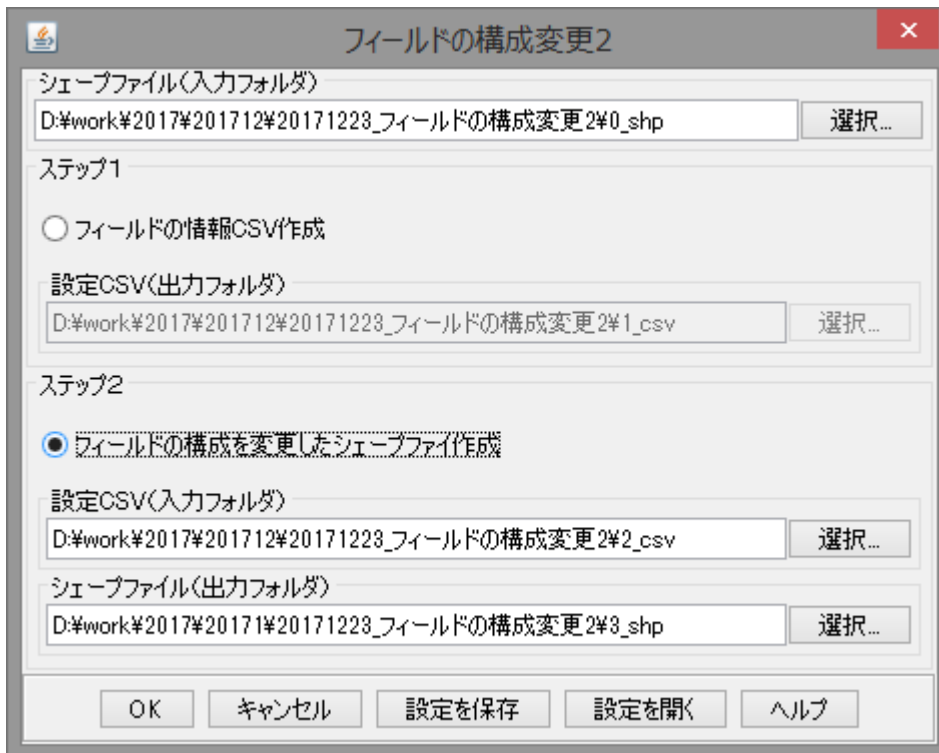 フィールドの構成変更2
シェープファイル(入力フォルダ)
D:¥work¥2017¥201712¥20171223_フィールドの構成変更2¥0_shp
選択...
ステップ1
フィールドの情報CSV作成
設定CSV(出力フォルダ)
D:¥work¥2017¥201712¥20171223_フィールドの構成変更2¥1_csv
選択...
ステップ2
フィールドの構成を変更したシェープファイ作成
設定CSV(入力フォルダ)
D:¥work¥2017¥201712¥20171223_フィールドの構成変更2¥2_csv
選択...
シェープファイル(出力フォルダ)
D:¥work¥2017¥20171¥20171223_フィールドの構成変更2¥3_shp
選択...
OK キャンセル 設定を保存 設定を開く ヘルプ